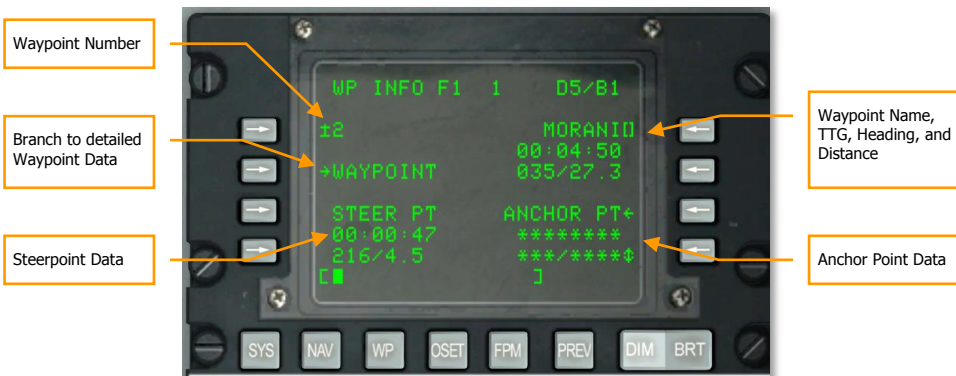 Waypoint Number
Branch to detailed
Waypoint Data
Steerpoint Data
WP INFO F1 1 D5/B1
±2 MORANI[]
00:04:50
→WAYPOINT 035/27.3
STEER PT ANCHOR PT←
00:00:47 ********
216/4.5 ***/****↕
[ ]
SYS NAV WP OSET FPM PREV DIM BRT
Waypoint Name,
TTG, Heading, and
Distance
Anchor Point Data